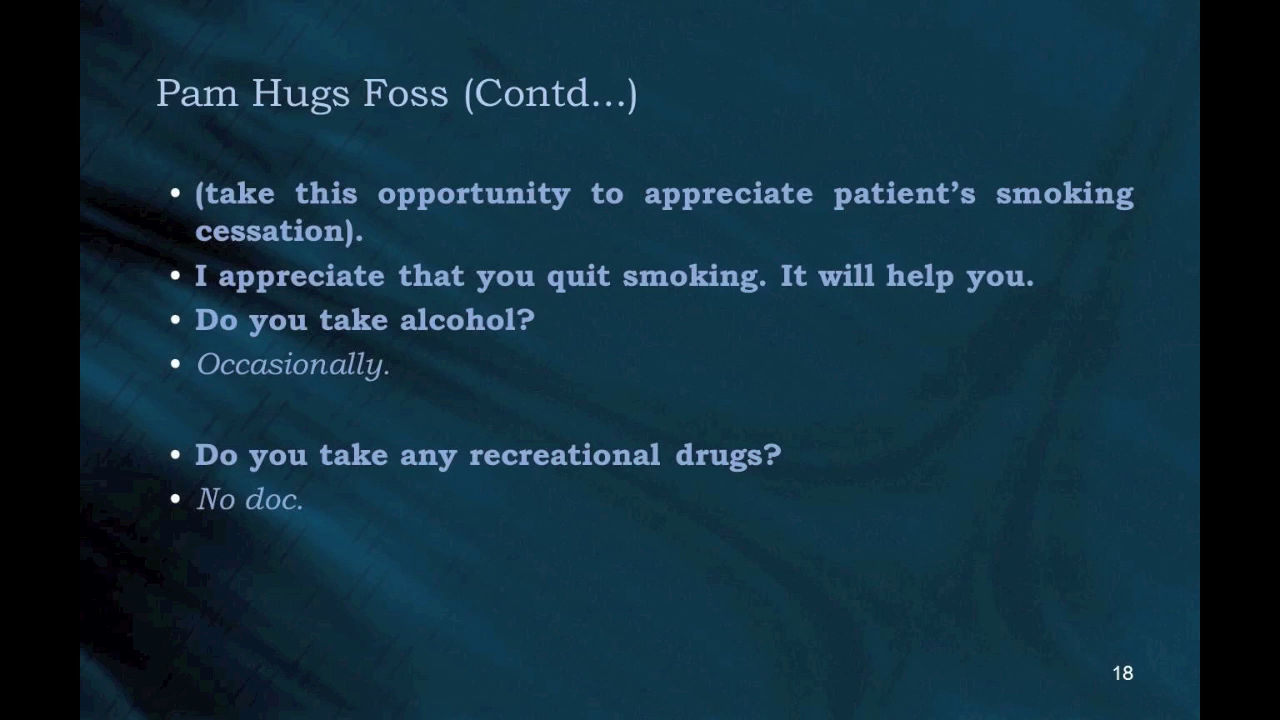 Pam Hugs Foss (Contd...)
• (take this opportunity to appreciate patient's smoking
cessation).
• I appreciate that you quit smoking. It will help you.
• Do you take alcohol?
• Occasionally.
• Do you take any recreational drugs?
• No doc.
18